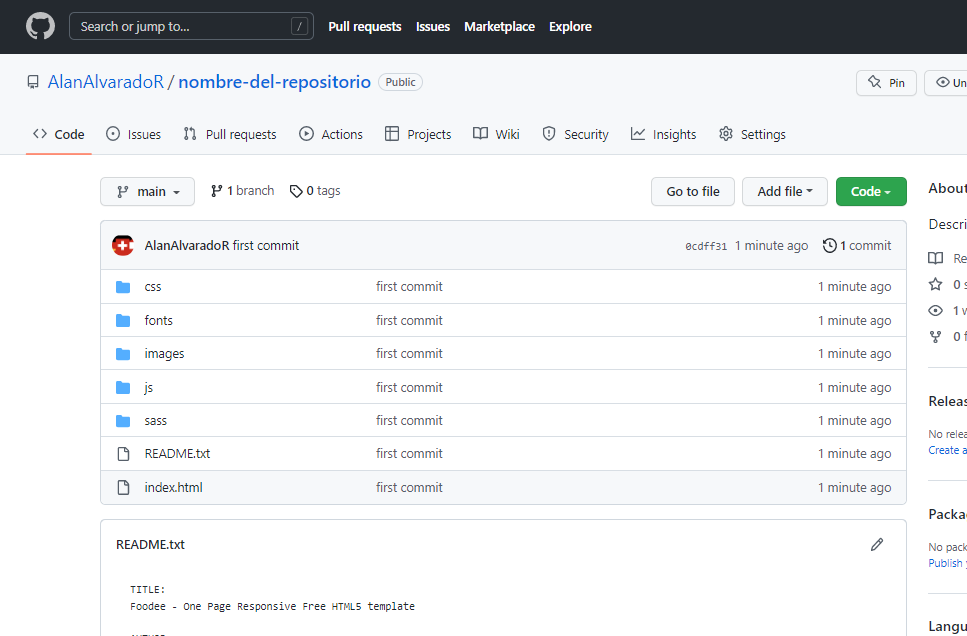 Search or jump to... /
Pull requests Issues Marketplace Explore
AlanAlvaradoR / nombre-del-repositorio Public
Pin
Un
Code Issues Pull requests Actions Projects Wiki Security Insights Settings
main 1 branch 0 tags Go to file Add file Code
About
AlanAlvaradoR first commit 0cdff31 1 minute ago 1 commit
Descri
css first commit 1 minute ago
Re
0 s
fonts first commit 1 minute ago
1 w
0 f
images first commit 1 minute ago
js first commit 1 minute ago
Releas
sass first commit 1 minute ago
No relea
README.txt first commit 1 minute ago
Create a
index.html first commit 1 minute ago
Packa
README.txt
No pack
Publish
TITLE:
Foodee - One Page Responsive Free HTML5 template
Langu